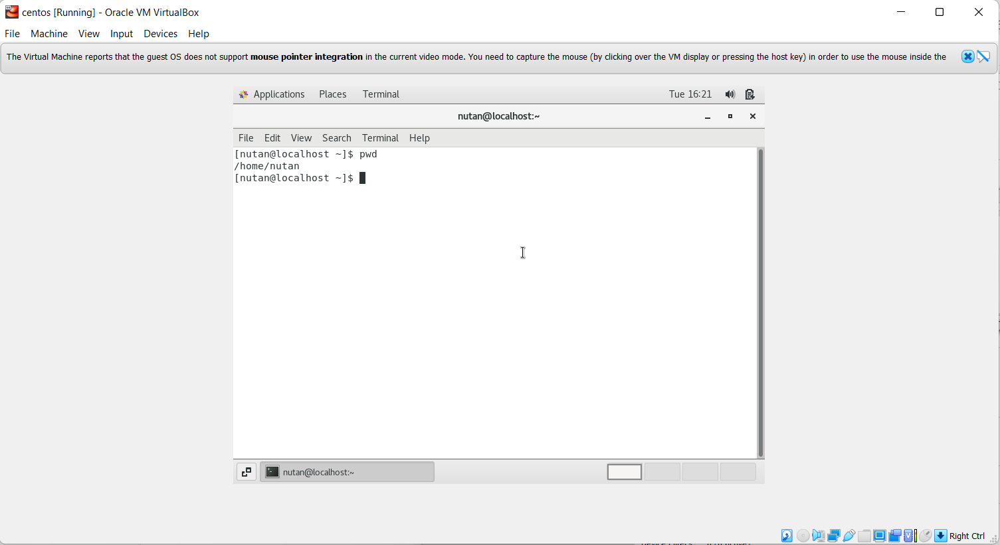 centos [Running] - Oracle VM VirtualBox
File Machine View Input Devices Help
The Virtual Machine reports that the guest OS does not support mouse pointer integration in the current video mode. You need to capture the mouse (by clicking over the VM display or pressing the host key) in order to use the mouse inside the
Applications Places Terminal Tue 16:21
nutan@localhost:~
File Edit View Search Terminal Help
[nutan@localhost ~]$ pwd
/home/nutan
[nutan@localhost ~]$
nutan@localhost:~
Right Ctrl